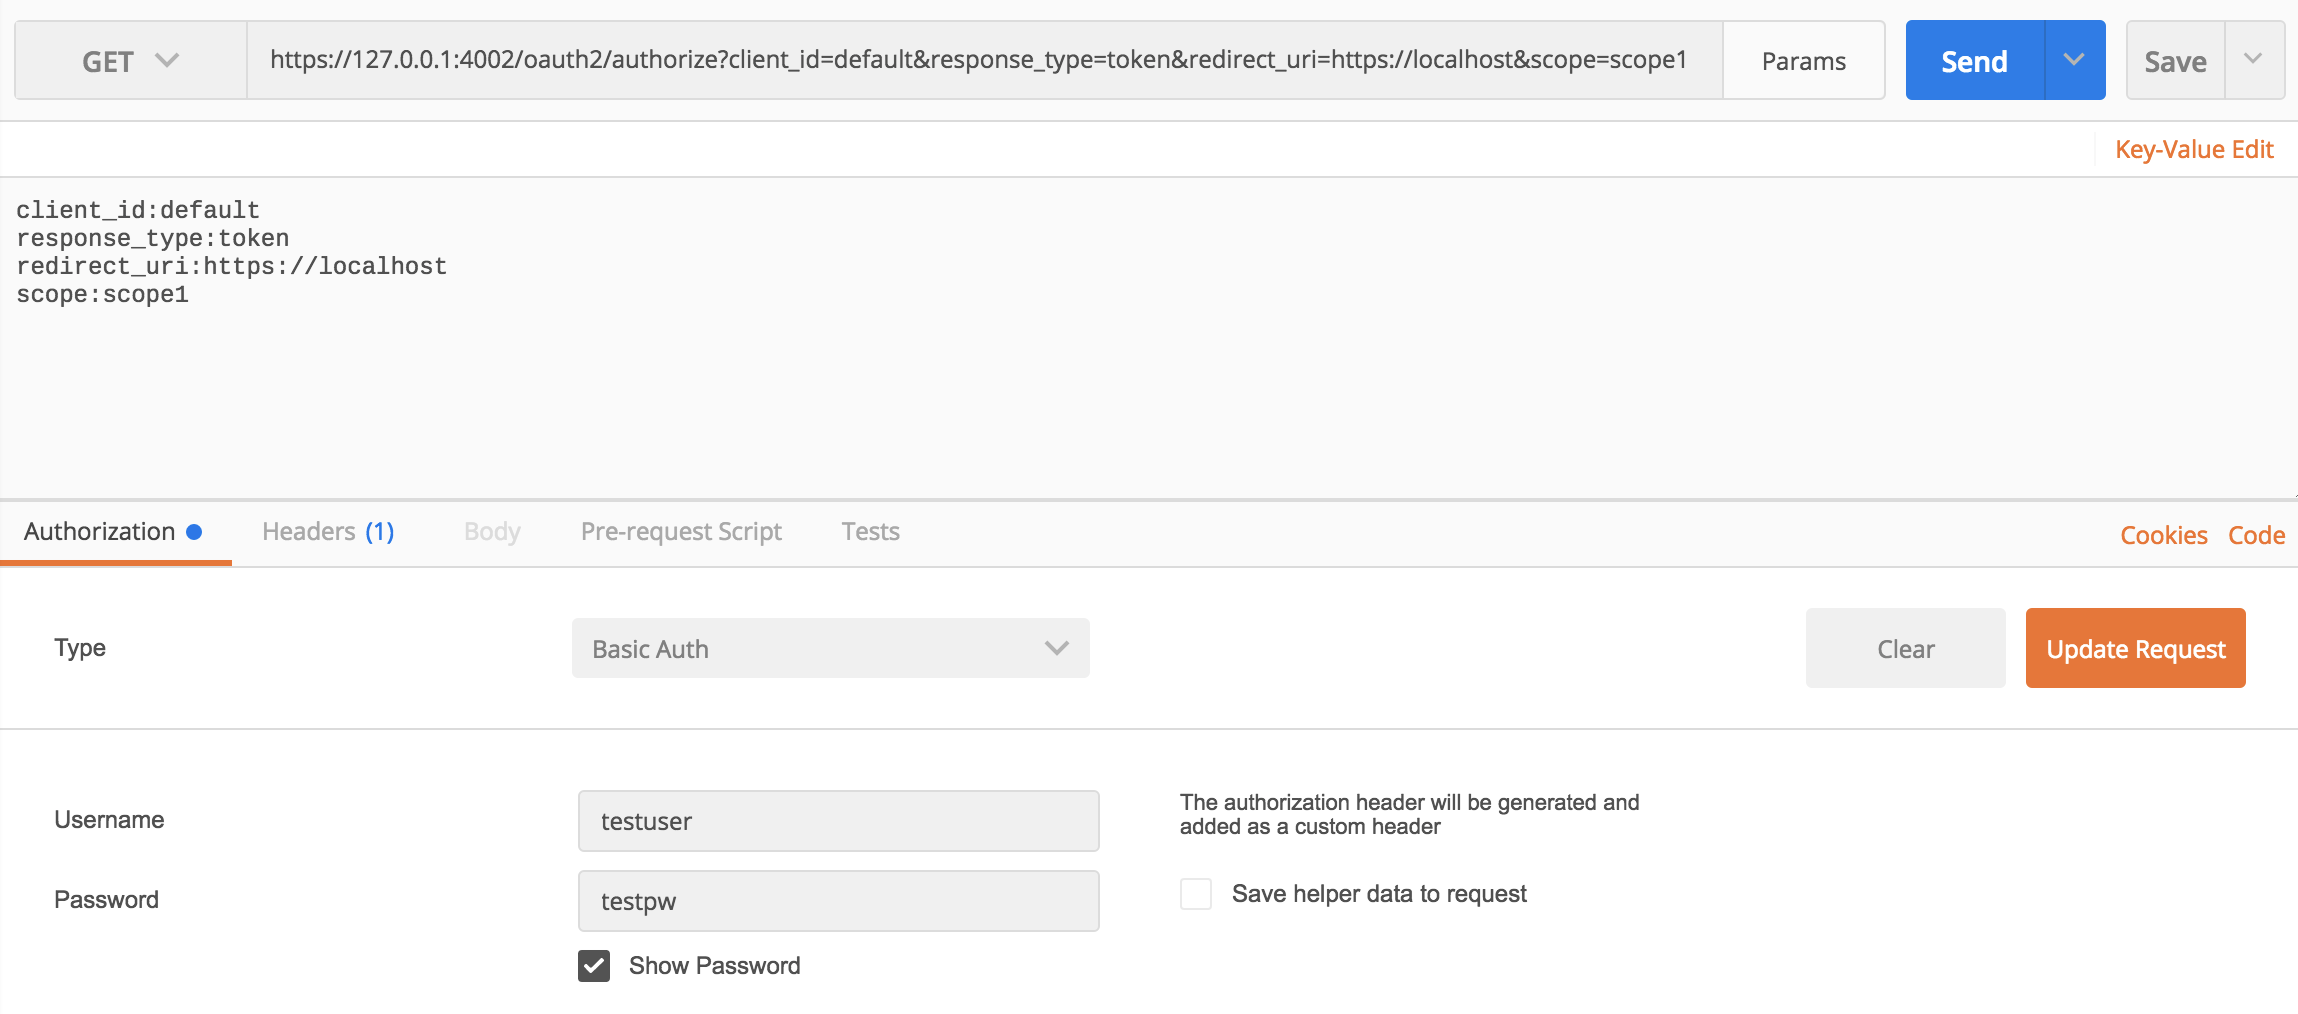 GET
https://127.0.0.1:4002/oauth2/authorize?client_id=default&response_type=token&redirect_uri=https://localhost&scope=scope1
Params
Send
Save
Key-Value Edit
client_id:default
response_type:token
redirect_uri:https://localhost
scope:scope1
Authorization
Headers (1)
Body
Pre-request Script
Tests
Cookies
Code
Type
Basic Auth
Clear
Update Request
Username
testuser
The authorization header will be generated and
added as a custom header
Password
testpw
Save helper data to request
Show Password